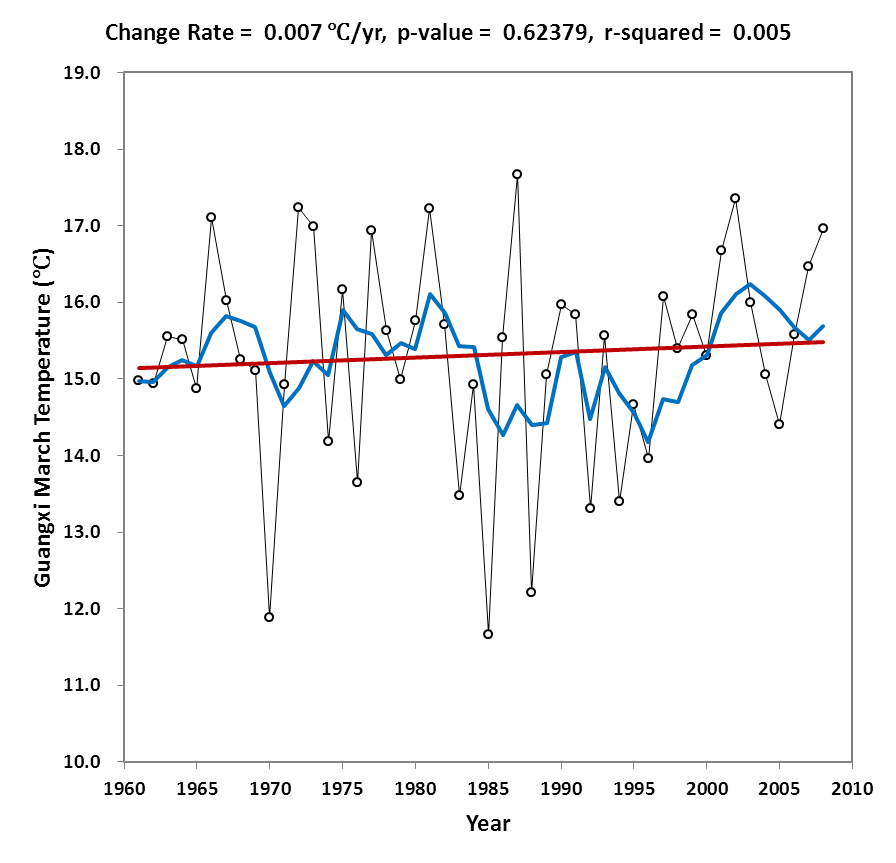 Change Rate = 0.007 °C/yr, p-value = 0.62379, r-squared = 0.005
19.0
18.0
17.0
16.0
15.0
14.0
13.0
12.0
11.0
10.0
Guangxi March Temperature (°C)
1960 1965 1970 1975 1980 1985 1990 1995 2000 2005 2010
Year